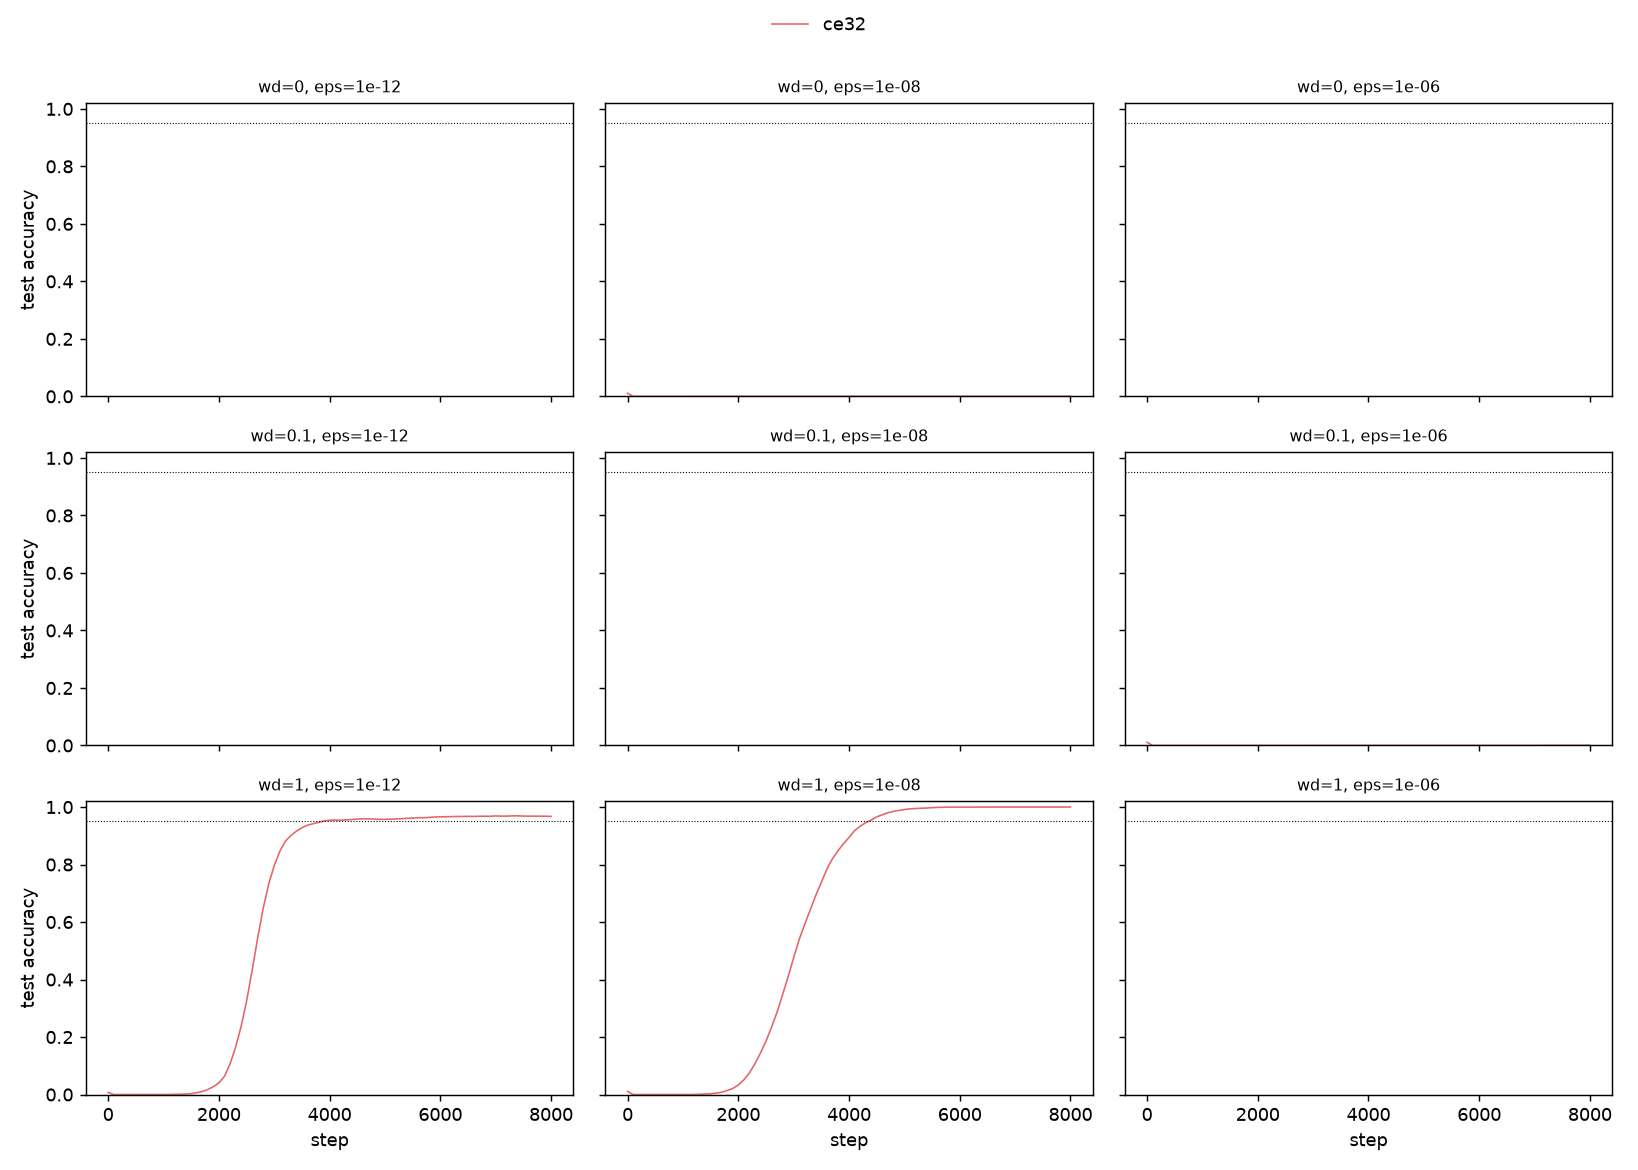 ce32
wd=0, eps=1e-12
wd=0, eps=1e-08
wd=0, eps=1e-06
1.0
0.8
0.6
0.4
0.2
0.0
test accuracy
wd=0.1, eps=1e-12
wd=0.1, eps=1e-08
wd=0.1, eps=1e-06
1.0
0.8
0.6
0.4
0.2
0.0
test accuracy
wd=1, eps=1e-12
wd=1, eps=1e-08
wd=1, eps=1e-06
1.0
0.8
0.6
0.4
0.2
0.0
test accuracy
0 2000 4000 6000 8000
0 2000 4000 6000 8000
0 2000 4000 6000 8000
step
step
step